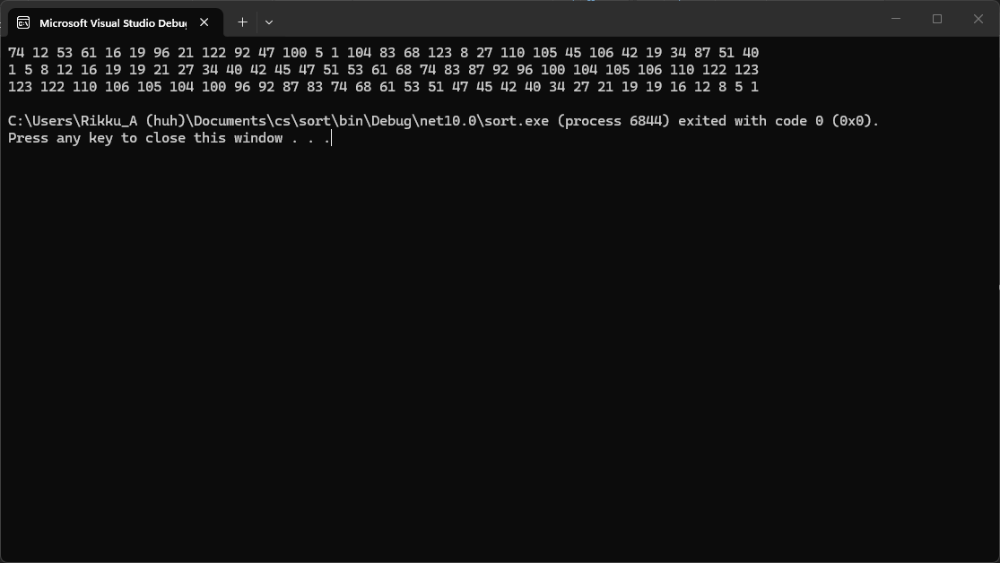 Microsoft Visual Studio Debug
74 12 53 61 16 19 96 21 122 92 47 100 5 1 104 83 68 123 8 27 110 105 45 106 42 19 34 87 51 40
1 5 8 12 16 19 19 21 27 34 40 42 45 47 51 53 61 68 74 83 87 92 96 100 104 105 106 110 122 123
123 122 110 106 105 104 100 96 92 87 83 74 68 61 53 51 47 45 42 40 34 27 21 19 19 16 12 8 5 1
C:\Users\Rikku_A (huh)\Documents\cs\sort\bin\Debug\net10.0\sort.exe (process 6844) exited with code 0 (0x0).
Press any key to close this window . . .